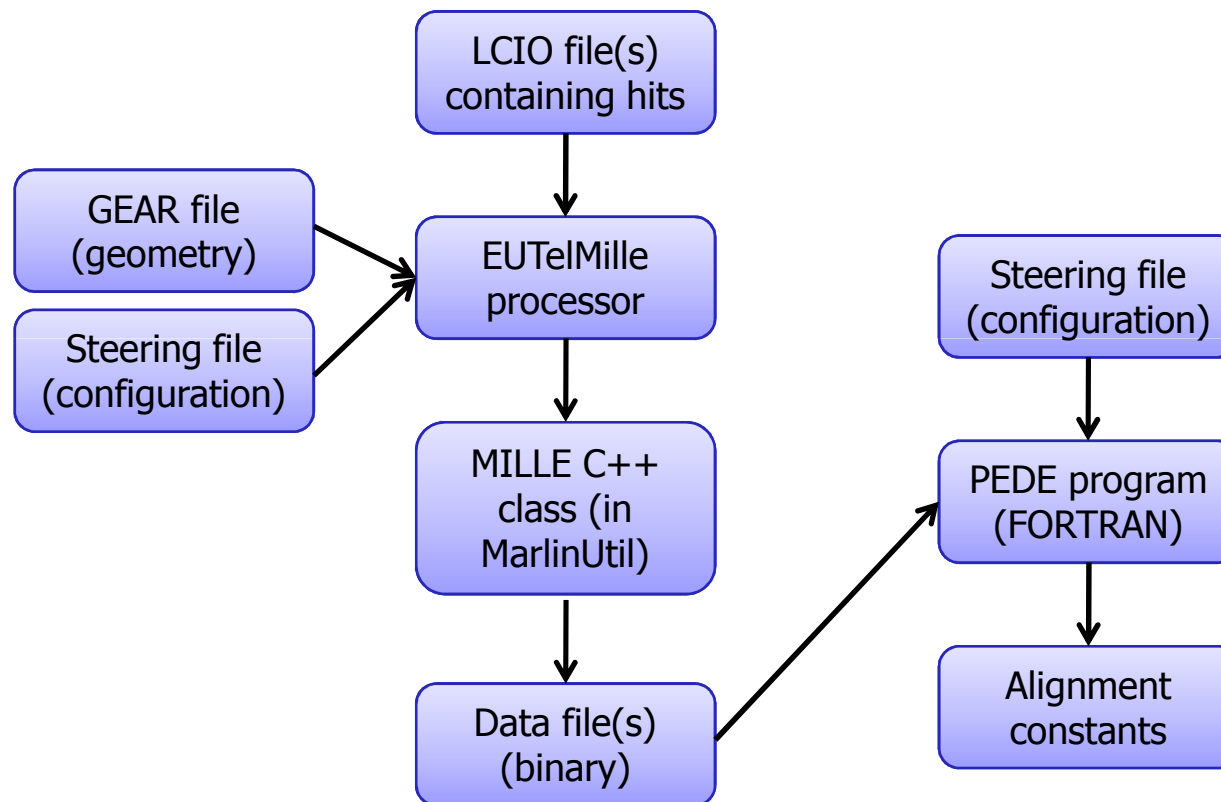 LCIO file(s)
containing hits
GEAR file
(geometry)
EUTelMille
processor
Steering file
(configuration)
Steering file
(configuration)
MILLE C++
class (in
MarlinUtil)
PEDE program
(FORTRAN)
Data file(s)
(binary)
Alignment
constants